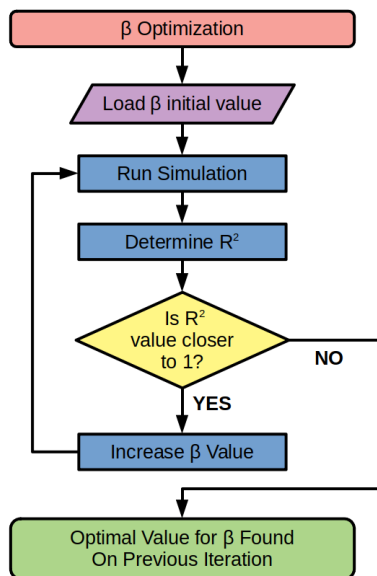 β Optimization
Load β initial value
Run Simulation
Determine R²
Is R²
value closer
to 1?
NO
YES
Increase β Value
Optimal Value for β Found
On Previous Iteration